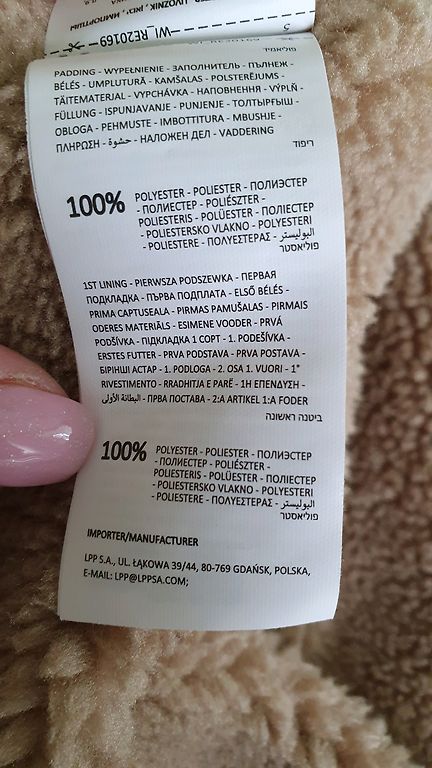 WI_RE20169
פוליאמיד
PADDING - WYPEŁNIENIE - ЗАПОЛНИТЕЛЬ - ПЪЛНЕЖ -
BÉLÉS - UMPLUTURĂ - KAMŠALAS - POLSTERĒJUMS -
TÄITEMATERJAL - VYPCHÁVKA - НАПОВНЕННЯ - VÝPLŇ -
FÜLLUNG - ISPUNJAVANJE - PUNJENJE - ТОЛТЫРҒЫШ -
OBLOGA - PEHMUSTE - IMBOTTITURA - MBUSHJE -
ΠΛΗΡΩΣΗ - حشوة - НАЛОЖЕН ДЕЛ - VADDERING
ריפוד
100% POLYESTER - POLIESTER - ПОЛИЭСТЕР
- ПОЛИЕСТЕР - POLIÉSZTER -
POLIESTERIS - POLÜESTER - ПОЛІЕСТЕР
- POLIESTERSKO VLAKNO - POLYESTERI
- POLIESTERE - ΠΟΛΥΕΣΤΕΡΑΣ - البوليستر
פוליאסטר
1ST LINING - PIERWSZA PODSZEWKA - ПЕРВАЯ
ПОДКЛАДКА - ПЪРВА ПОДПЛАТА - ELSŐ BÉLÉS -
PRIMA CAPTUSEALA - PIRMAS PAMUŠALAS - PIRMAIS
ODERES MATERIĀLS - ESIMENE VOODER - PRVÁ
PODŠÍVKA - ПІДКЛАДКА 1 СОРТ - 1. PODEŠÍVKA -
ERSTES FUTTER - PRVA PODSTAVA - PRVA POSTAVA -
БІРІНШІ АСТАР - 1. PODLOGA - 2. OSA 1. VUORI - 1°
RIVESTIMENTO - RRADHITJA E PARË - 1Η ΕΠΕΝΔΥΣΗ -
البطانة الأولى - ПРВА ПОСТАВА - 2:A ARTIKEL 1:A FODER
ביטנה ראשונה
100% POLYESTER - POLIESTER - ПОЛИЭСТЕР
- ПОЛИЕСТЕР - POLIÉSZTER -
POLIESTERIS - POLÜESTER - ПОЛІЕСТЕР
- POLIESTERSKO VLAKNO - POLYESTERI
- POLIESTERE - ΠΟΛΥΕΣΤΕΡΑΣ - البوليستر
פוליאסטר
IMPORTER/MANUFACTURER
LPP S.A., UL. ŁĄKOWA 39/44, 80-769 GDAŃSK, POLSKA,
E-MAIL: LPP@LPPSA.COM;